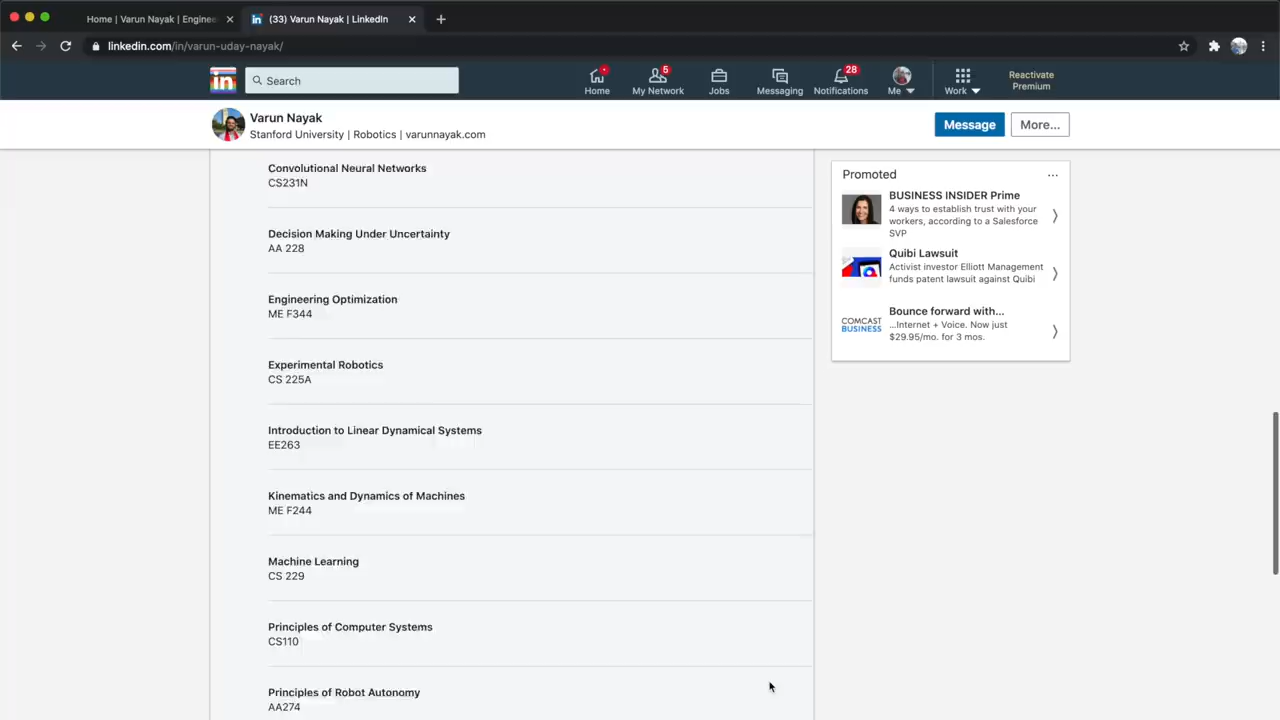 Home | Varun Nayak | Enginee
(33) Varun Nayak | LinkedIn
linkedin.com/in/varun-uday-nayak/
in
Search
Home
5
My Network
Jobs
Messaging
28
Notifications
Me
Work
Reactivate
Premium
Varun Nayak
Stanford University | Robotics | varunnayak.com
Message
More...
Convolutional Neural Networks
CS231N
Decision Making Under Uncertainty
AA 228
Engineering Optimization
ME F344
Experimental Robotics
CS 225A
Introduction to Linear Dynamical Systems
EE263
Kinematics and Dynamics of Machines
ME F244
Machine Learning
CS 229
Principles of Computer Systems
CS110
Principles of Robot Autonomy
AA274
Promoted
BUSINESS INSIDER Prime
4 ways to establish trust with your
workers, according to a Salesforce
SVP
Quibi Lawsuit
Activist investor Elliott Management
funds patent lawsuit against Quibi
COMCAST
BUSINESS
Bounce forward with...
...Internet + Voice. Now just
$29.95/mo. for 3 mos.